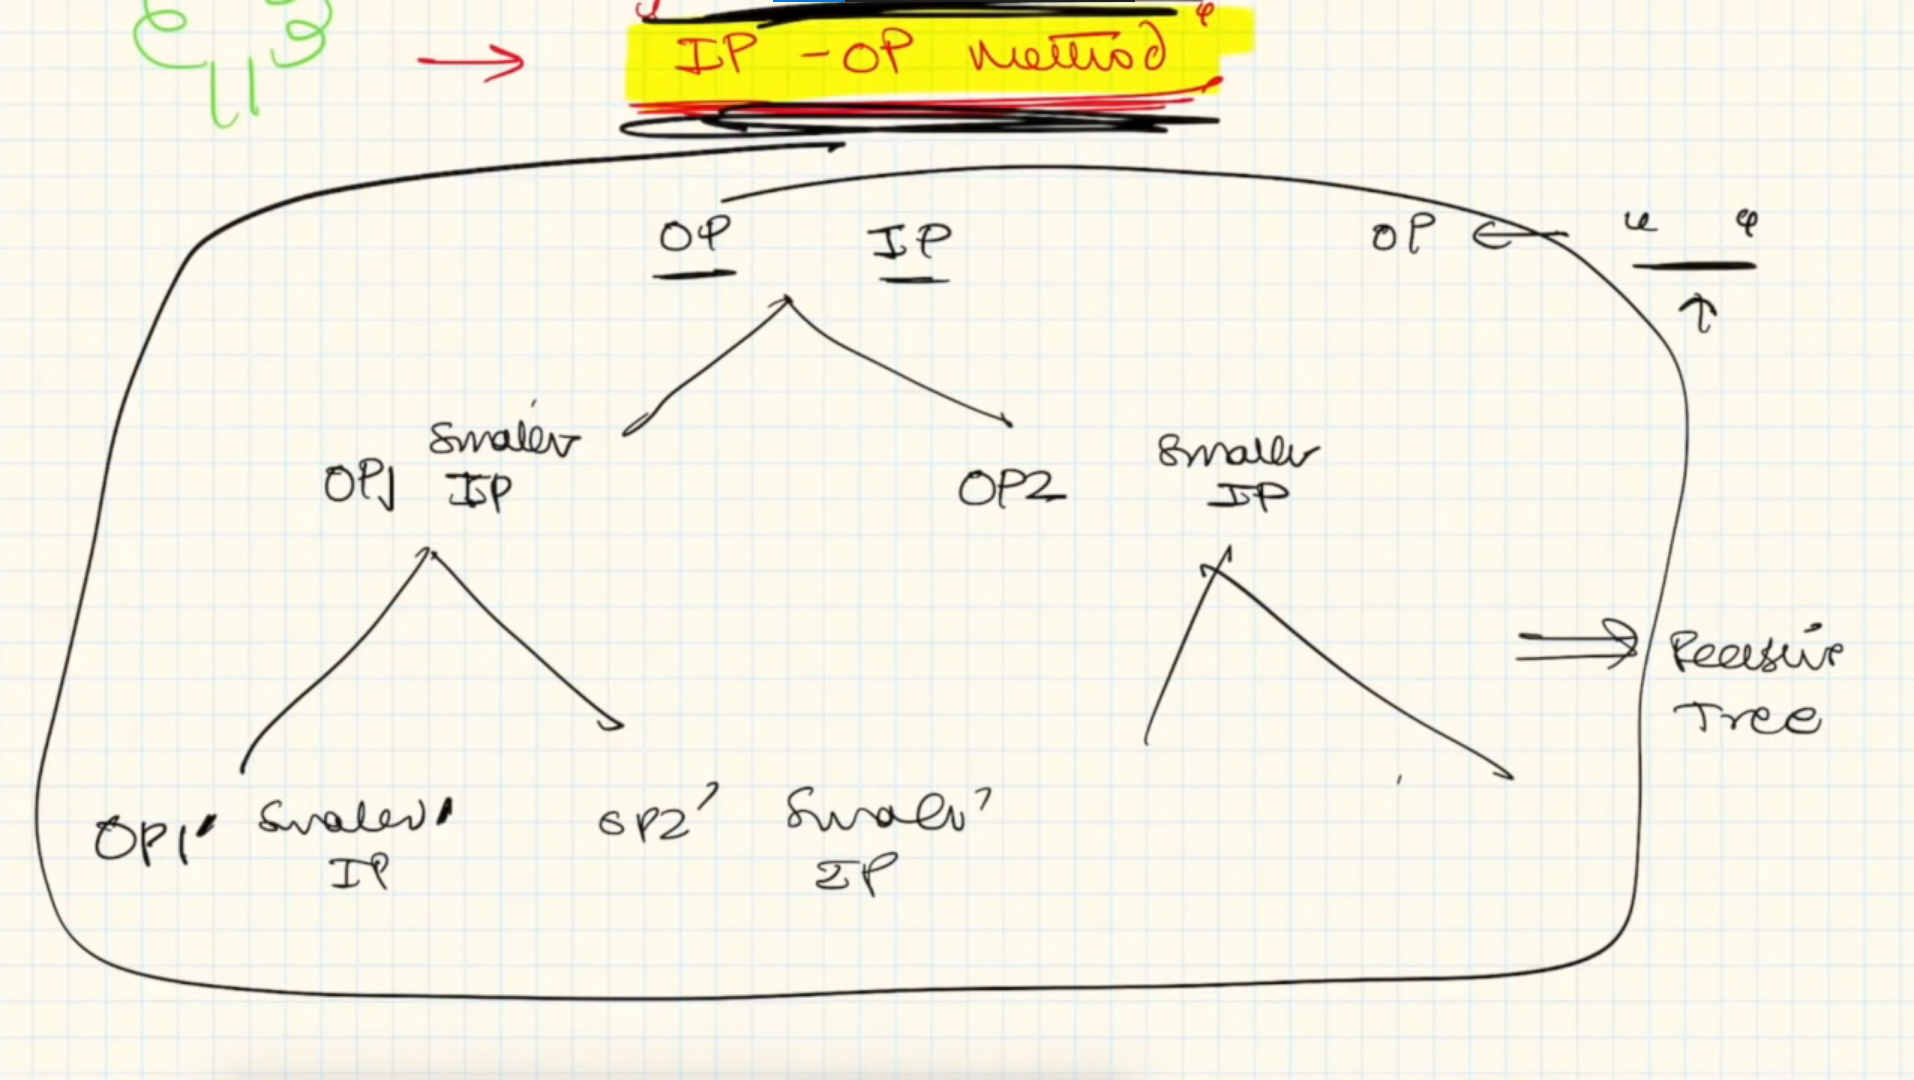 "IP - OP Method"
OP IP OP ← " "
OP1 Smaller IP
OP2 Smaller IP
Recursive Tree
OP1' Smaller' IP
OP2' Smaller' IP